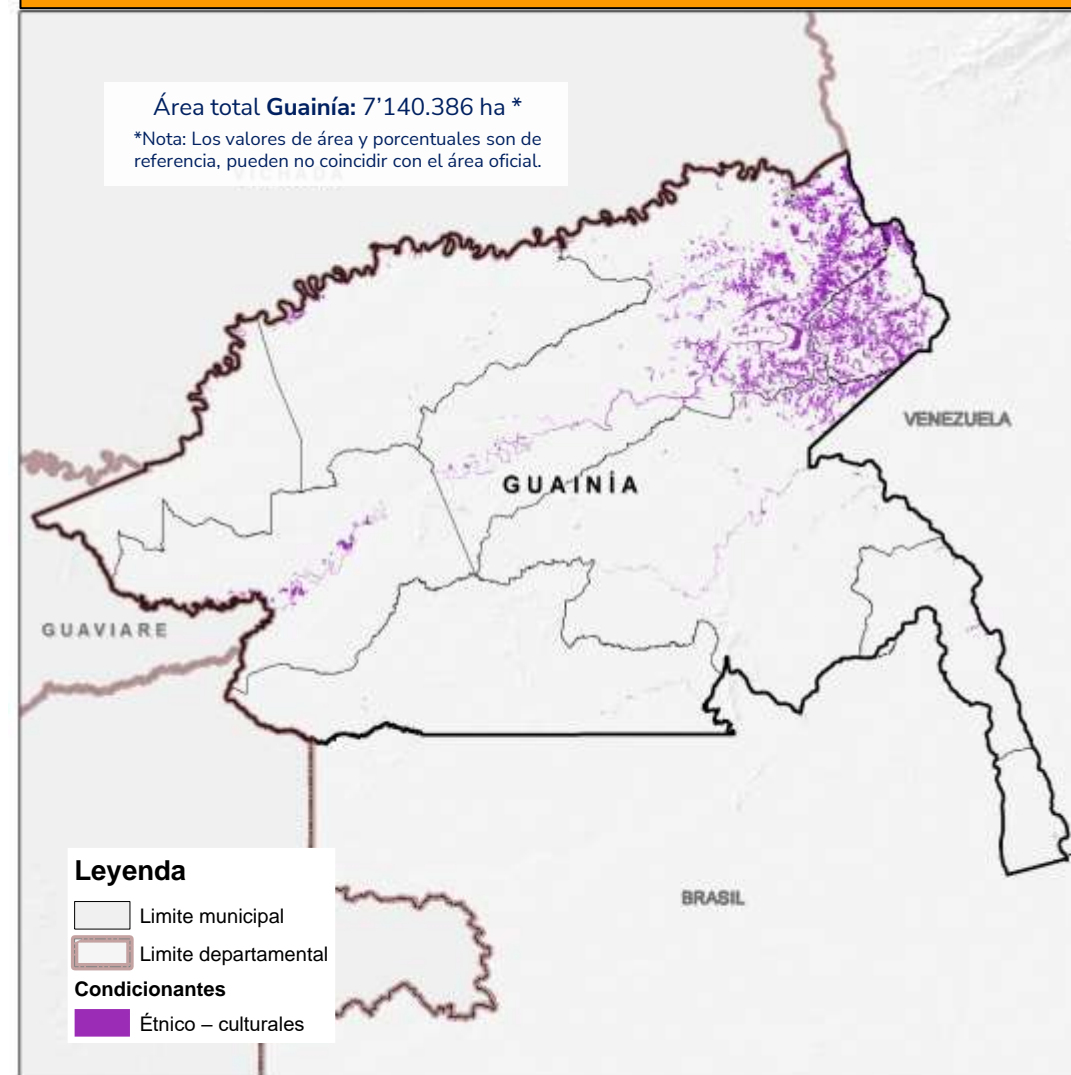 Área total Guainía: 7’140.386 ha *
*Nota: Los valores de área y porcentuales son de
referencia, pueden no coincidir con el área oficial.
VICHADA
VENEZUELA
GUAINÍA
GUAVIARE
BRASIL
Leyenda
Limite municipal
Limite departamental
Condicionantes
Étnico – culturales